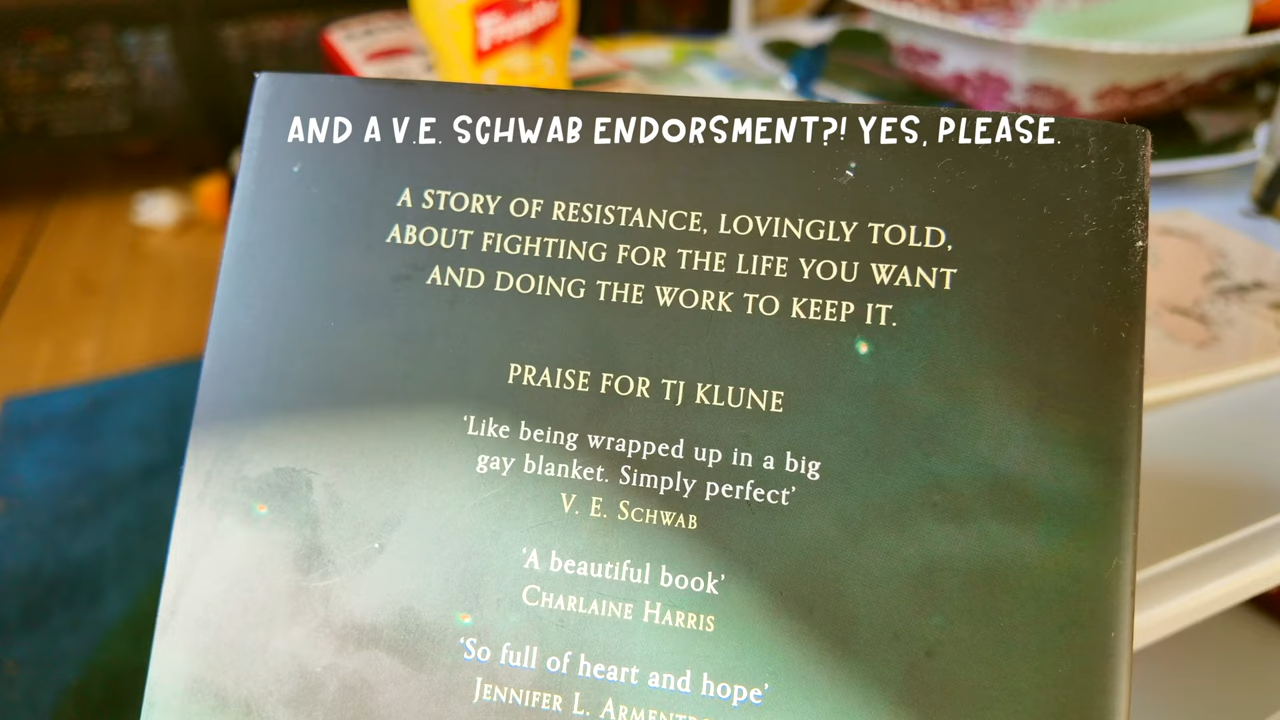 AND A V.E. SCHWAB ENDORSMENT?! YES, PLEASE.
A STORY OF RESISTANCE, LOVINGLY TOLD,
ABOUT FIGHTING FOR THE LIFE YOU WANT
AND DOING THE WORK TO KEEP IT.
PRAISE FOR TJ KLUNE
‘Like being wrapped up in a big
gay blanket. Simply perfect’
V. E. SCHWAB
‘A beautiful book’
CHARLAINE HARRIS
‘So full of heart and hope’
JENNIFER L.